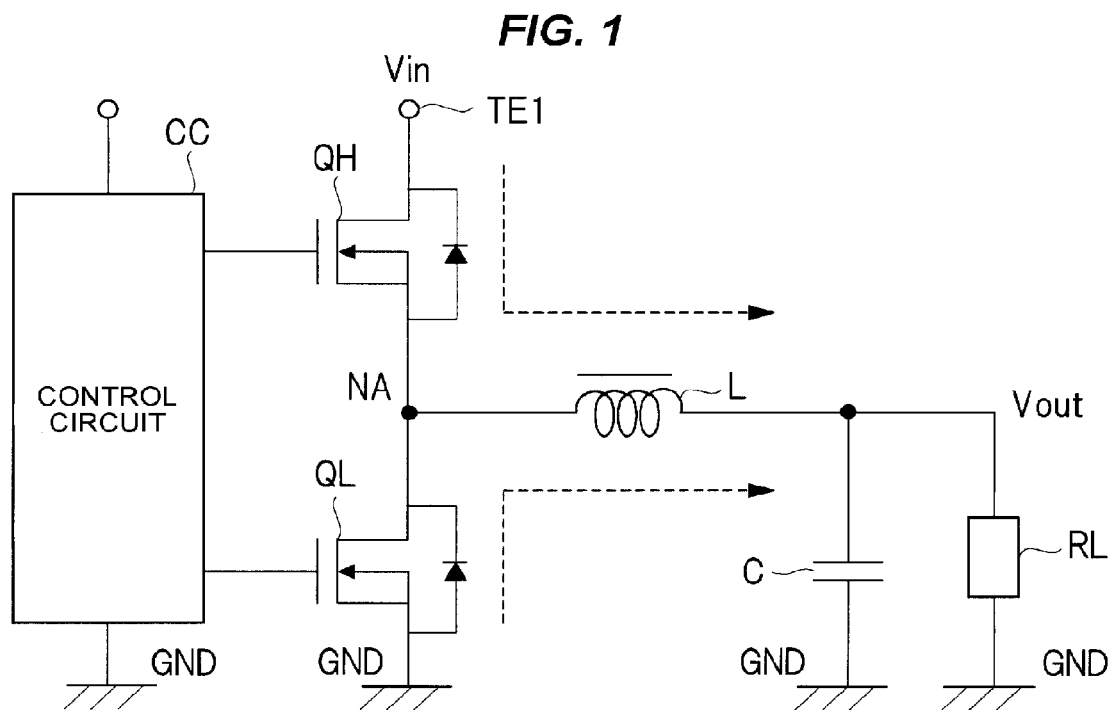 FIG. 1
Vin
TE1
CC
QH
CONTROL
CIRCUIT
NA
L
Vout
QL
C
RL
GND
GND
GND
GND